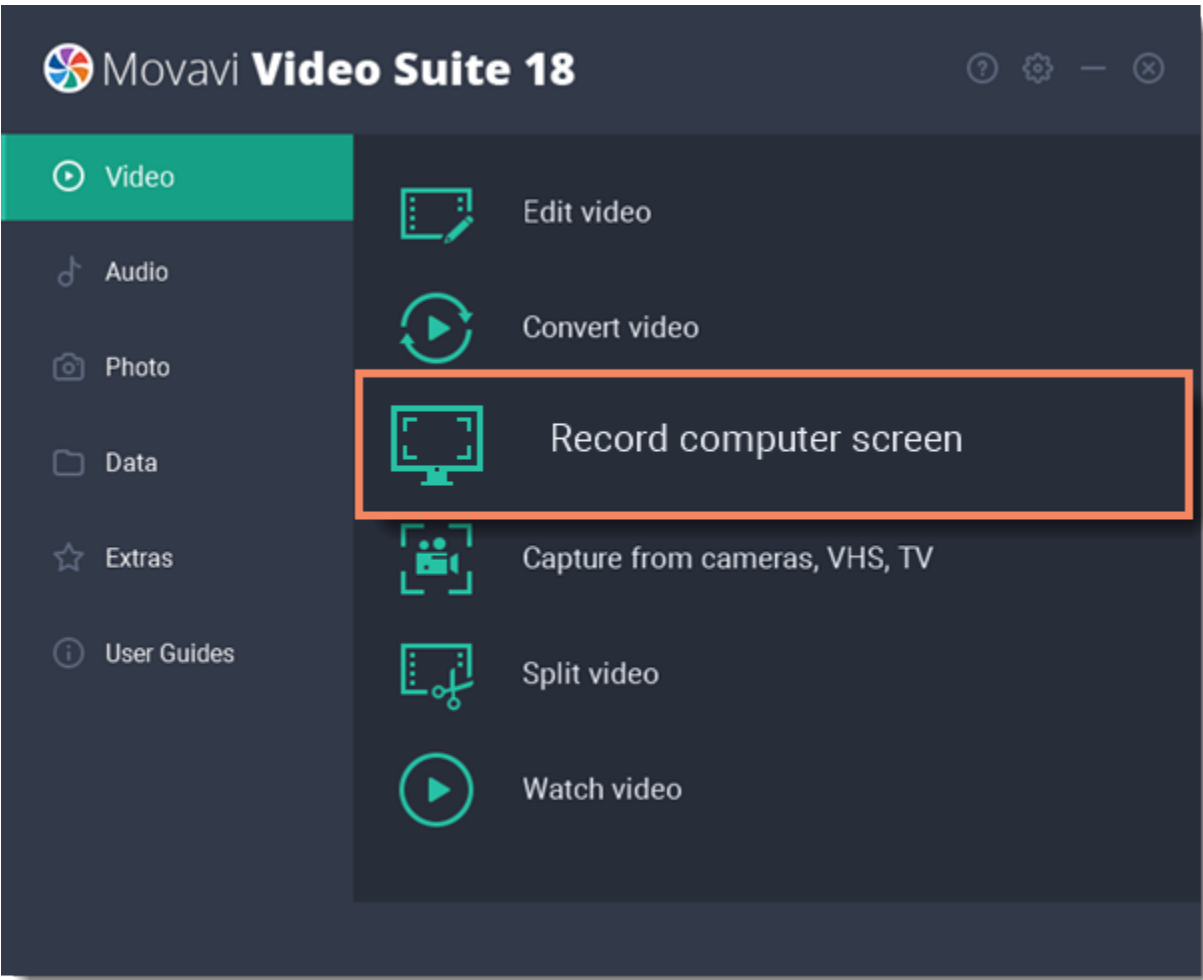 Movavi Video Suite 18
Video
Audio
Photo
Data
Extras
User Guides
Edit video
Convert video
Record computer screen
Capture from cameras, VHS, TV
Split video
Watch video